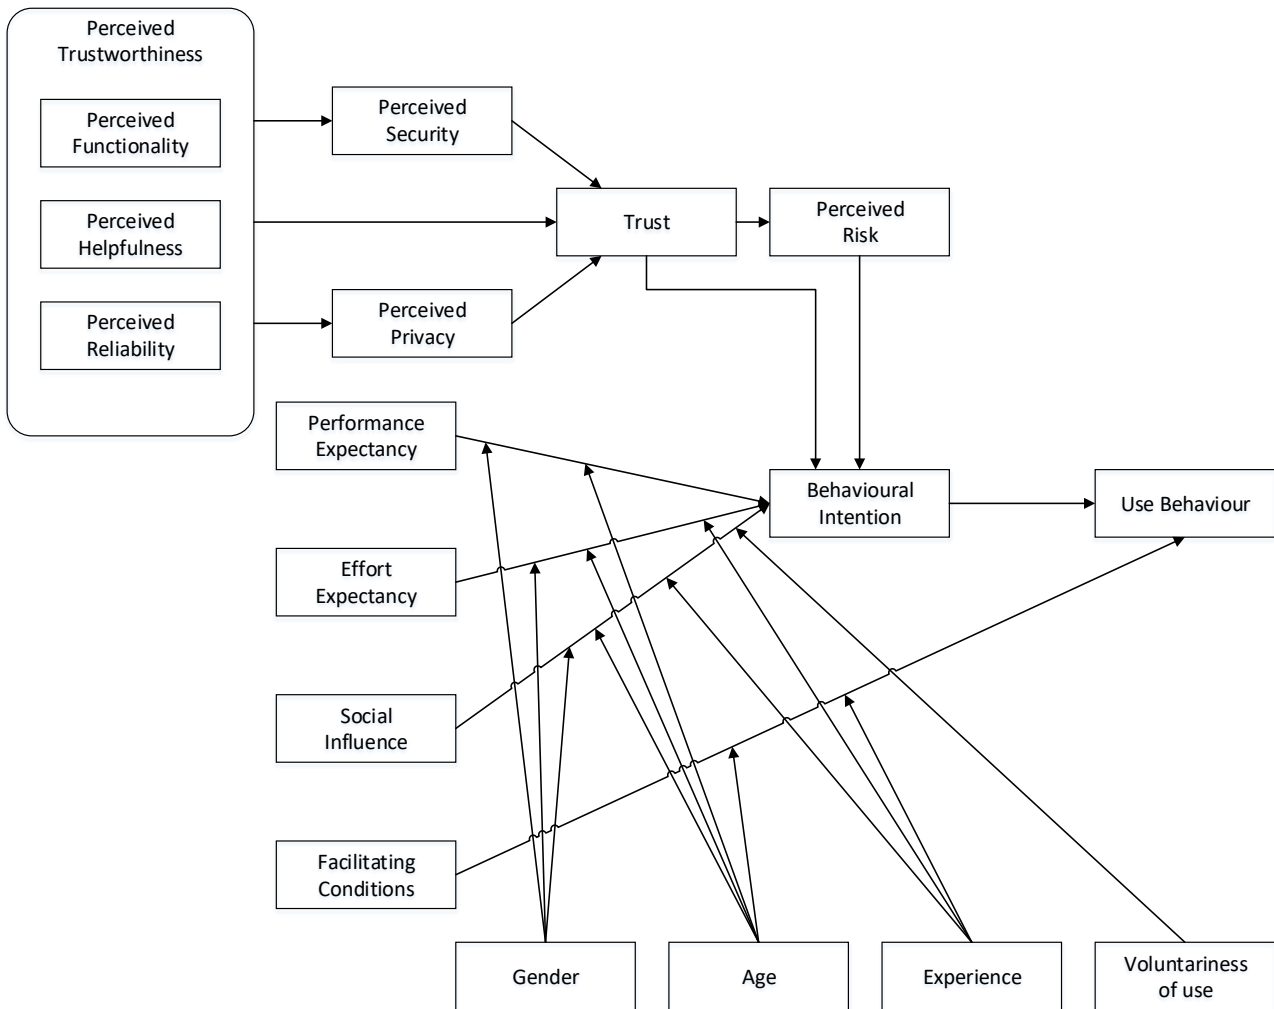 Perceived
Trustworthiness
Perceived
Functionality
Perceived
Security
Perceived
Helpfulness
Trust
Perceived
Risk
Perceived
Reliability
Perceived
Privacy
Performance
Expectancy
Behavioural
Intention
Use Behaviour
Effort
Expectancy
Social
Influence
Facilitating
Conditions
Gender
Age
Experience
Voluntariness
of use